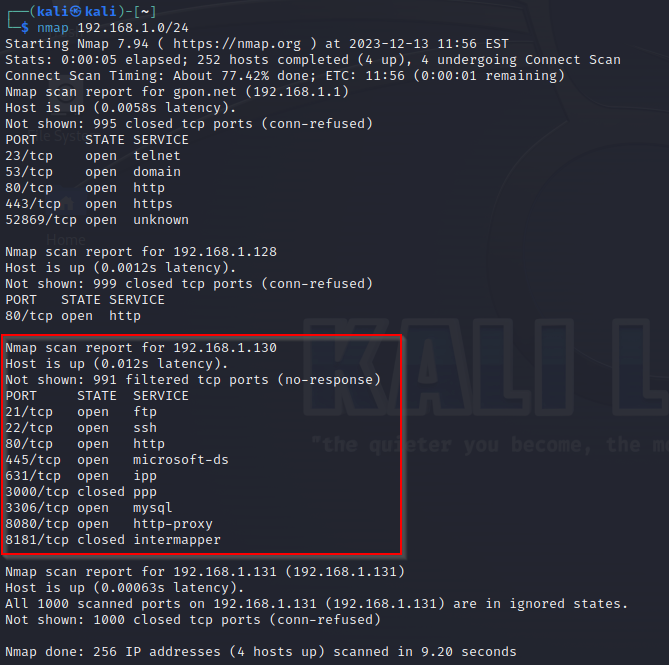 ┌──(kali㉿kali)-[~]
└─$ nmap 192.168.1.0/24
Starting Nmap 7.94 ( https://nmap.org ) at 2023-12-13 11:56 EST
Stats: 0:00:05 elapsed; 252 hosts completed (4 up), 4 undergoing Connect Scan
Connect Scan Timing: About 77.42% done; ETC: 11:56 (0:00:01 remaining)
Nmap scan report for gpon.net (192.168.1.1)
Host is up (0.0058s latency).
Not shown: 995 closed tcp ports (conn-refused)
PORT      STATE SERVICE
23/tcp    open  telnet
53/tcp    open  domain
80/tcp    open  http
443/tcp   open  https
52869/tcp open  unknown
Home
Nmap scan report for 192.168.1.128
Host is up (0.0012s latency).
Not shown: 999 closed tcp ports (conn-refused)
PORT   STATE SERVICE
80/tcp open  http
Nmap scan report for 192.168.1.130
Host is up (0.012s latency).
Not shown: 991 filtered tcp ports (no-response)
PORT     STATE  SERVICE
21/tcp   open   ftp
22/tcp   open   ssh
80/tcp   open   http
445/tcp  open   microsoft-ds
631/tcp  open   ipp
3000/tcp closed ppp
3306/tcp open   mysql
8080/tcp open   http-proxy
8181/tcp closed intermapper
KALI L
"the quieter you become, the mo
Nmap scan report for 192.168.1.131 (192.168.1.131)
Host is up (0.00063s latency).
All 1000 scanned ports on 192.168.1.131 (192.168.1.131) are in ignored states.
Not shown: 1000 closed tcp ports (conn-refused)
Nmap done: 256 IP addresses (4 hosts up) scanned in 9.20 seconds